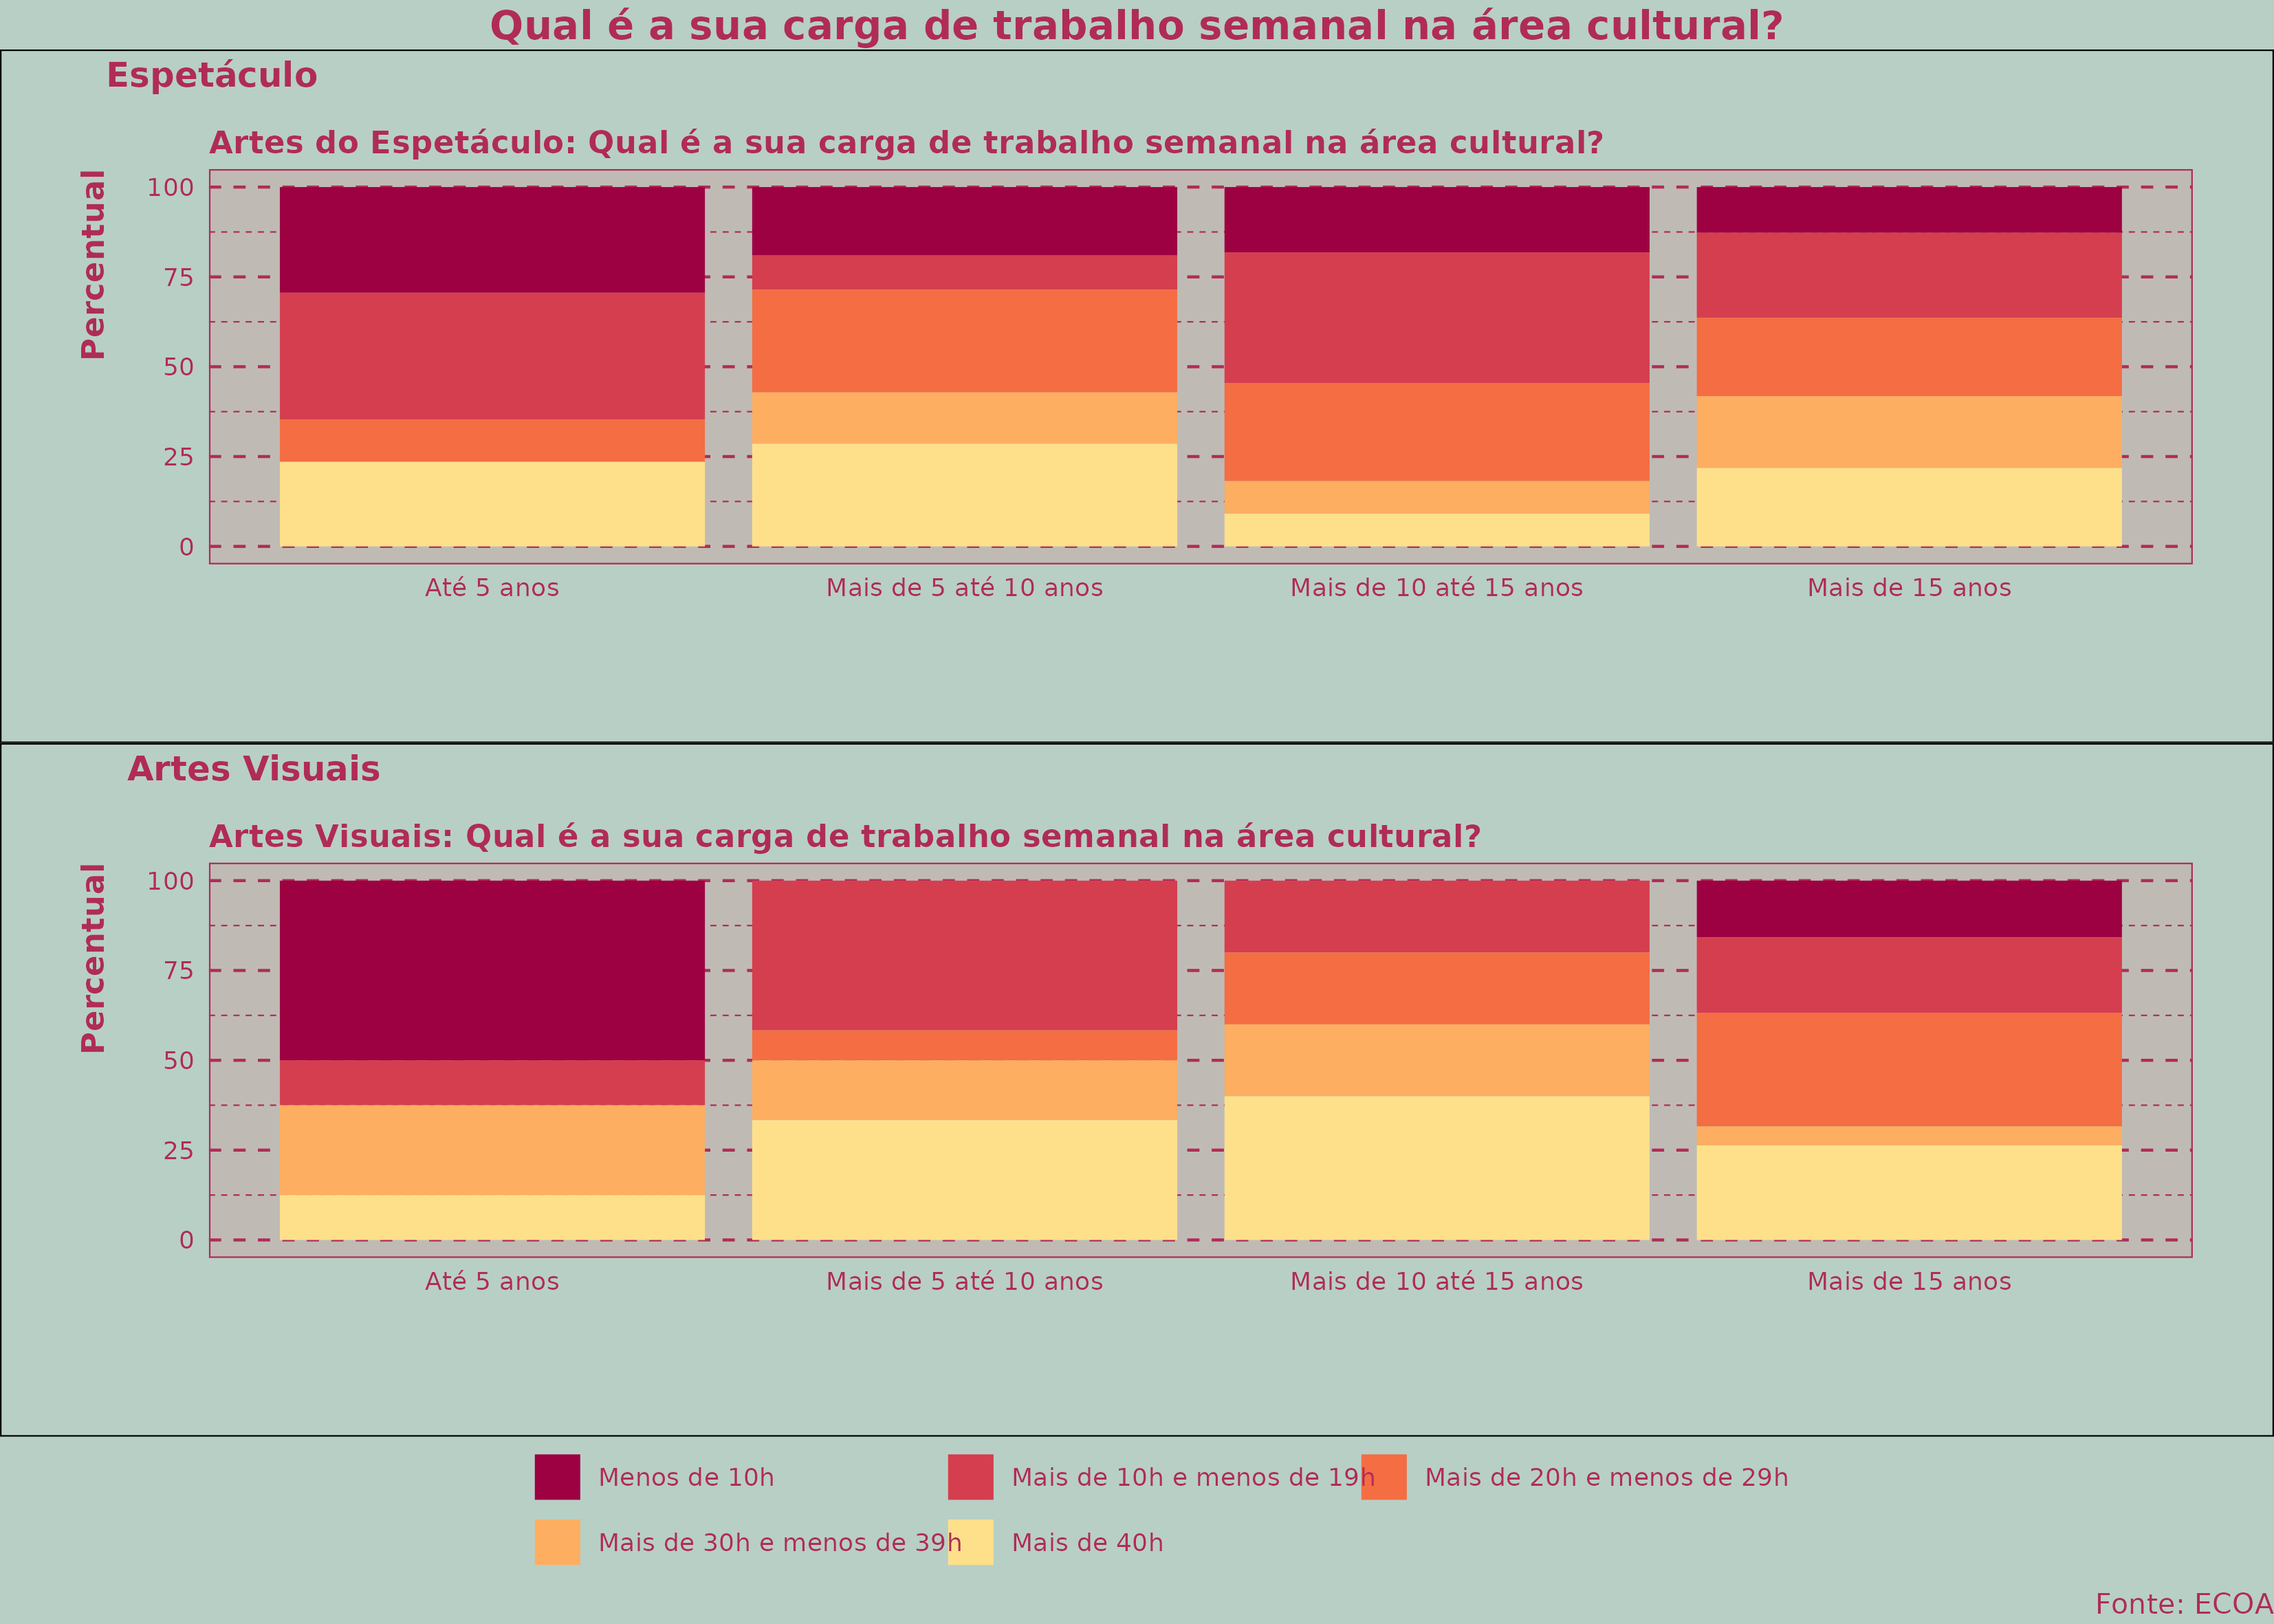 Qual é a sua carga de trabalho semanal na área cultural?
Espetáculo
Artes do Espetáculo: Qual é a sua carga de trabalho semanal na área cultural?
Percentual
100
75
50
25
0
Até 5 anos
Mais de 5 até 10 anos
Mais de 10 até 15 anos
Mais de 15 anos
Artes Visuais
Artes Visuais: Qual é a sua carga de trabalho semanal na área cultural?
Percentual
100
75
50
25
0
Até 5 anos
Mais de 5 até 10 anos
Mais de 10 até 15 anos
Mais de 15 anos
Menos de 10h
Mais de 10h e menos de 19h
Mais de 20h e menos de 29h
Mais de 30h e menos de 39h
Mais de 40h
Fonte: ECOA